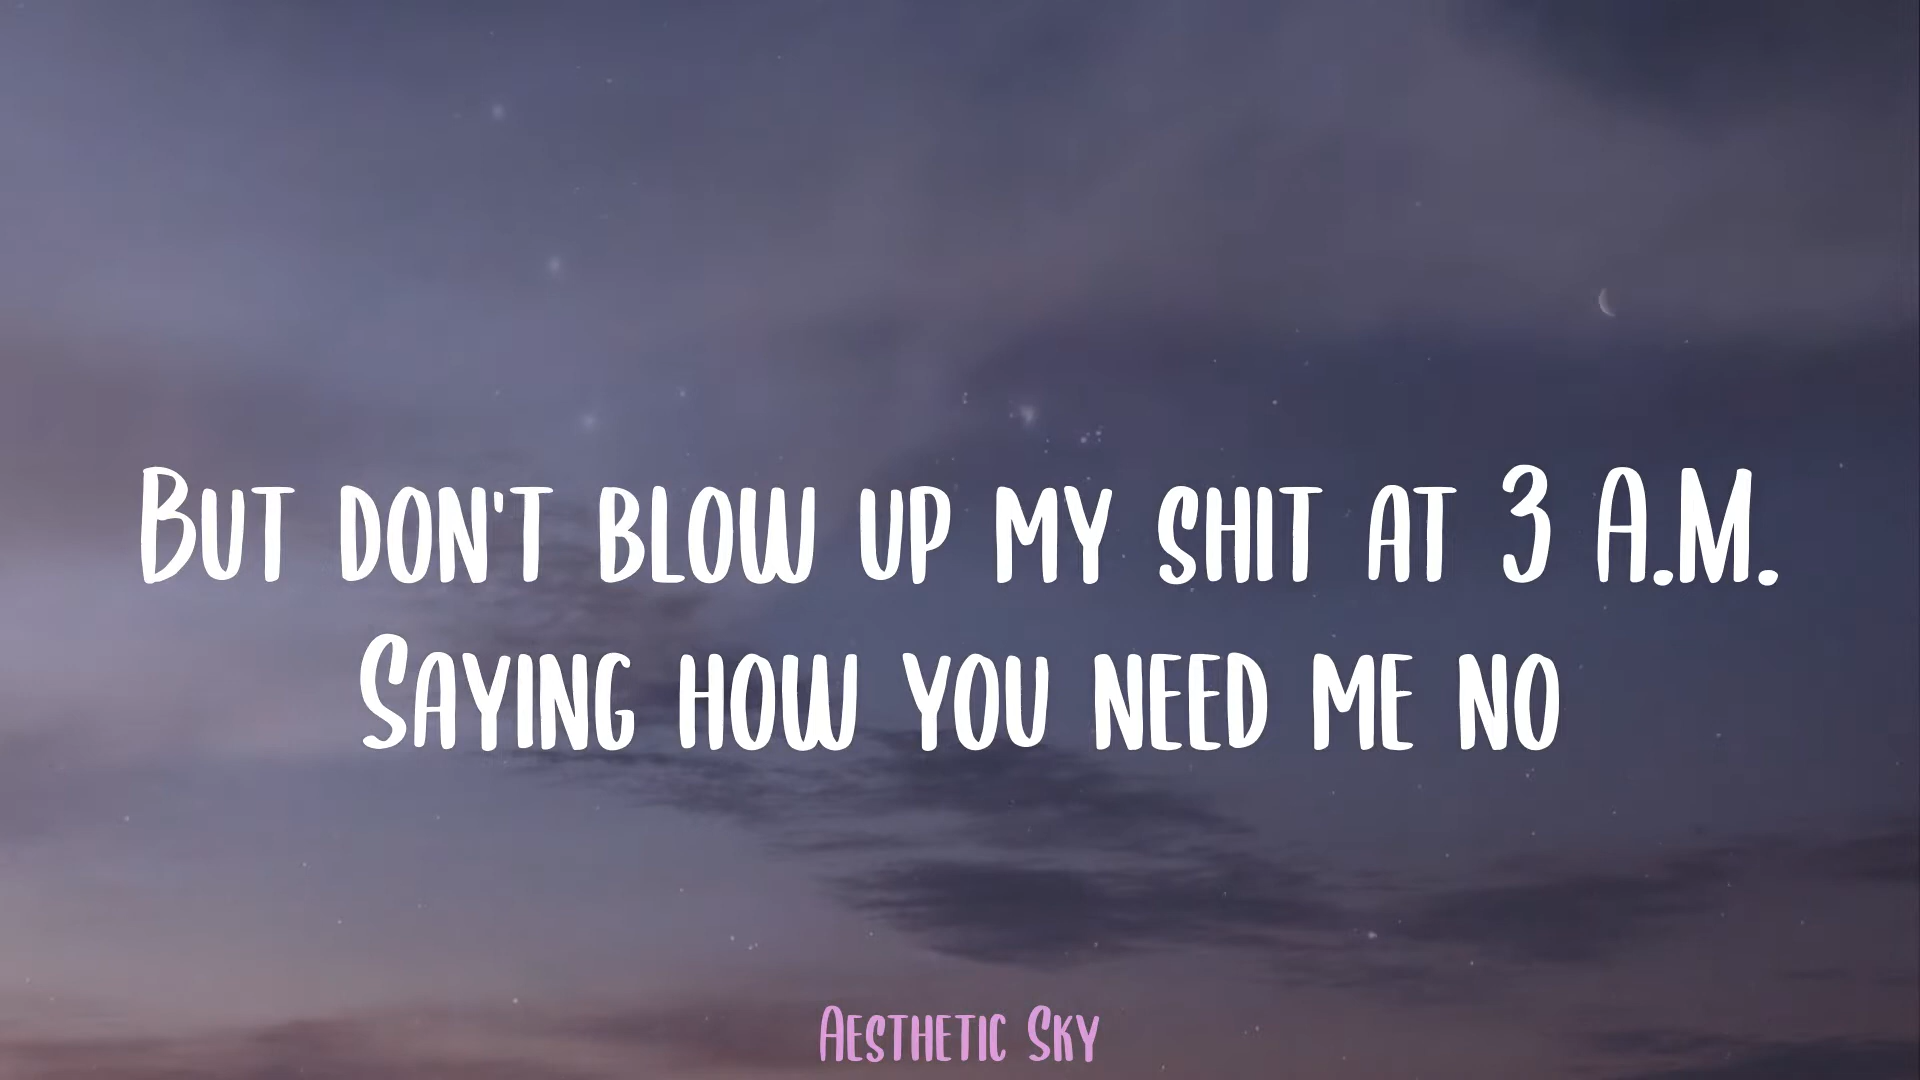 But don't blow up my shit at 3 A.M.
Saying how you need me no
Aesthetic Sky